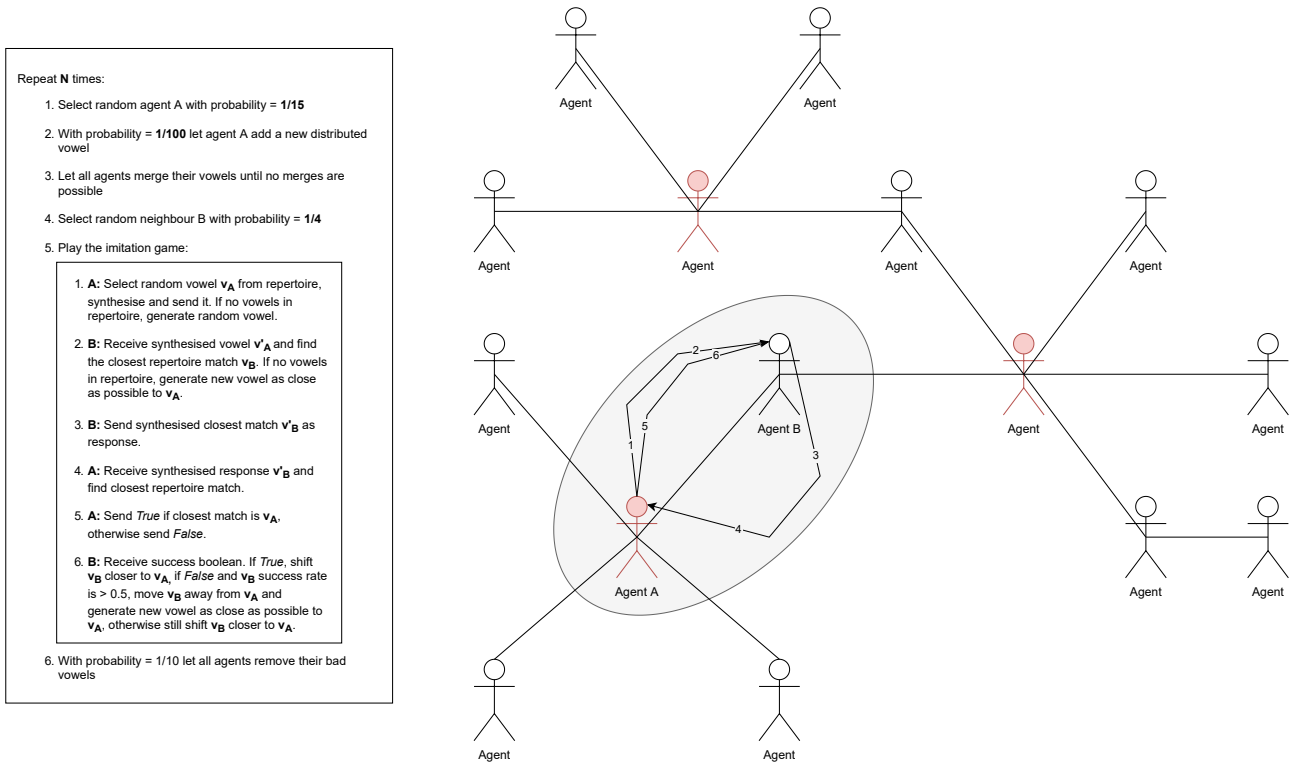 Repeat N times:
1. Select random agent A with probability = 1/15
2. With probability = 1/100 let agent A add a new distributed
vowel
3. Let all agents merge their vowels until no merges are
possible
4. Select random neighbour B with probability = 1/4
5. Play the imitation game:
1. A: Select random vowel vA from repertoire,
synthesise and send it. If no vowels in
repertoire, generate random vowel.
2. B: Receive synthesised vowel v'A and find
the closest repertoire match vB. If no vowels
in repertoire, generate new vowel as close
as possible to vA.
3. B: Send synthesised closest match v'B as
response.
4. A: Receive synthesised response v'B and
find closest repertoire match.
5. A: Send True if closest match is vA,
otherwise send False.
6. B: Receive success boolean. If True, shift
vB closer to vA, if False and vB success rate
is > 0.5, move vB away from vA and
generate new vowel as close as possible to
vA, otherwise still shift vB closer to vA.
6. With probability = 1/10 let all agents remove their bad
vowels
Agent
Agent
Agent
Agent
Agent
Agent
2
6
Agent
1
5
Agent B
3
Agent
Agent
4
Agent A
Agent
Agent
Agent
Agent